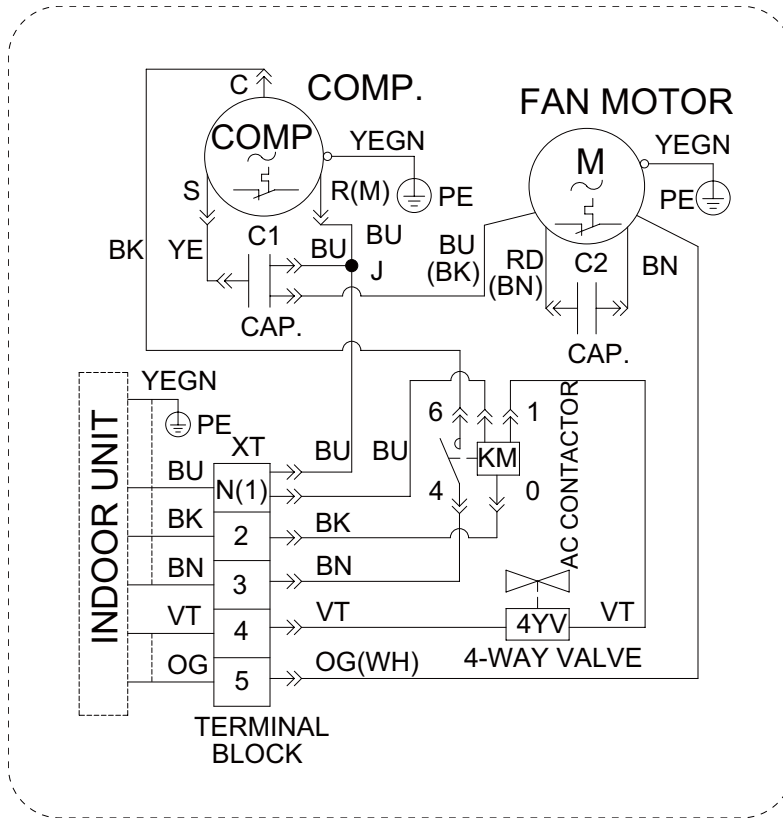 C
COMP.
FAN MOTOR
COMP
YEGN
M
YEGN
S
R(M)
PE
PE
BK
YE
C1
BU
BU
J
BU
(BK)
RD
(BN)
C2
BN
CAP.
CAP.
INDOOR UNIT
YEGN
PE
XT
BU
N(1)
BU
BU
6
1
KM
4
0
AC CONTACTOR
BK
2
BK
BN
3
BN
VT
4
VT
4YV
VT
4-WAY VALVE
OG
5
OG(WH)
TERMINAL
BLOCK